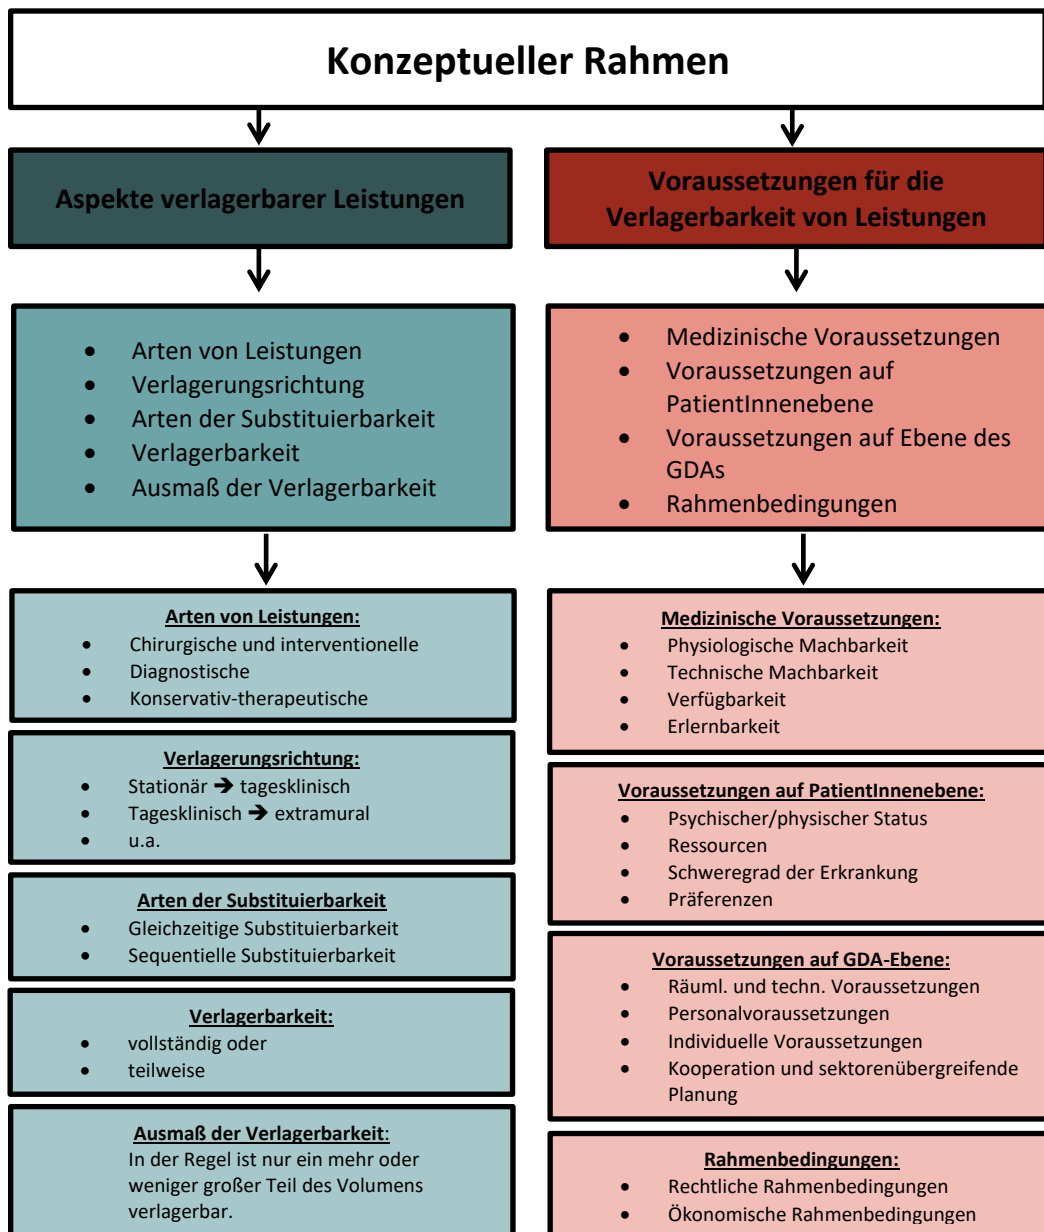 Konzeptueller Rahmen
Aspekte verlagerbarer Leistungen
• Arten von Leistungen
• Verlagerungsrichtung
• Arten der Substituierbarkeit
• Verlagerbarkeit
• Ausmaß der Verlagerbarkeit
Arten von Leistungen:
• Chirurgische und interventionelle
• Diagnostische
• Konservativ-therapeutische
Verlagerungsrichtung:
• Stationär ➔ tagesklinisch
• Tagesklinisch ➔ extramural
• u.a.
Arten der Substituierbarkeit
• Gleichzeitige Substituierbarkeit
• Sequentielle Substituierbarkeit
Verlagerbarkeit:
• vollständig oder
• teilweise
Ausmaß der Verlagerbarkeit:
In der Regel ist nur ein mehr oder
weniger großer Teil des Volumens
verlagerbar.
Voraussetzungen für die
Verlagerbarkeit von Leistungen
• Medizinische Voraussetzungen
• Voraussetzungen auf
PatientInnenebene
• Voraussetzungen auf Ebene des
GDAs
• Rahmenbedingungen
Medizinische Voraussetzungen:
• Physiologische Machbarkeit
• Technische Machbarkeit
• Verfügbarkeit
• Erlernbarkeit
Voraussetzungen auf PatientInnenebene:
• Psychischer/physischer Status
• Ressourcen
• Schweregrad der Erkrankung
• Präferenzen
Voraussetzungen auf GDA-Ebene:
• Räuml. und techn. Voraussetzungen
• Personalvoraussetzungen
• Individuelle Voraussetzungen
• Kooperation und sektorenübergreifende
Planung
Rahmenbedingungen:
• Rechtliche Rahmenbedingungen
• Ökonomische Rahmenbedingungen